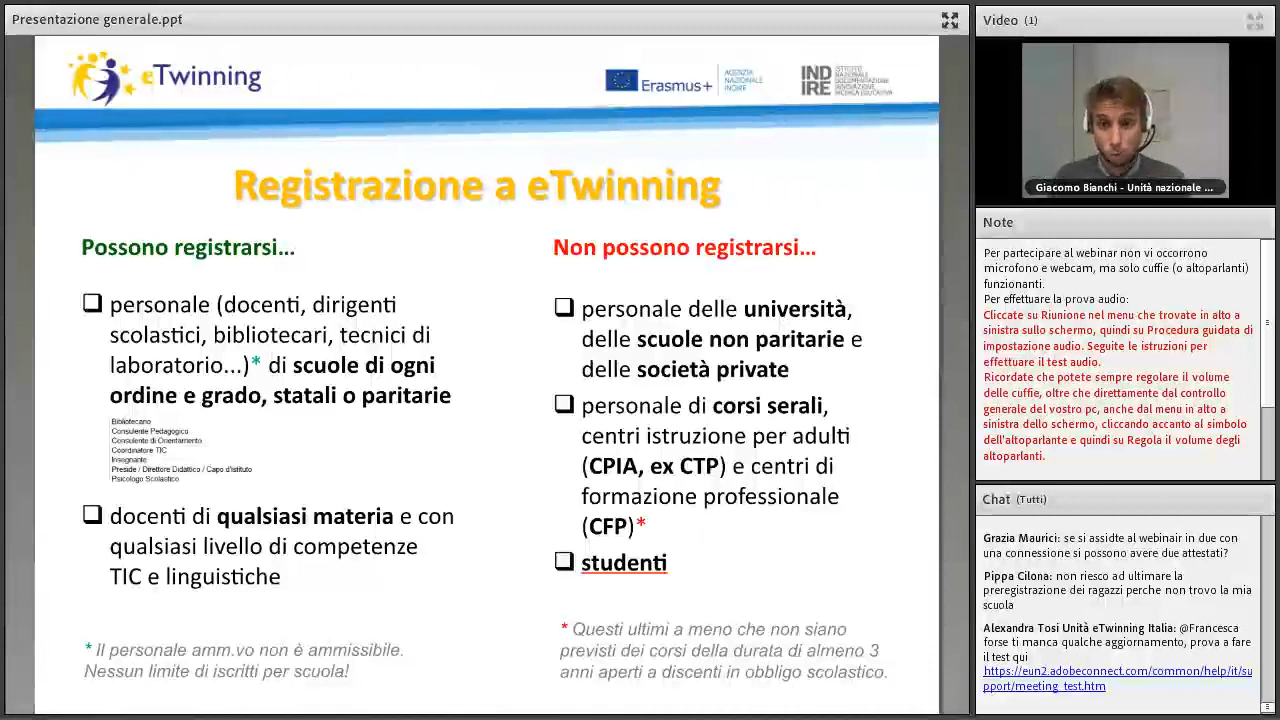 Presentazione generale.ppt
eTwinning
Erasmus+
AGENZIA
NAZIONALE
INDIRE
IND
IRE
ISTITUTO
NAZIONALE
DOCUMENTAZIONE
INNOVAZIONE
RICERCA EDUCATIVA
Registrazione a eTwinning
Possono registrarsi...
personale (docenti, dirigenti
scolastici, bibliotecari, tecnici di
laboratorio...)* di scuole di ogni
ordine e grado, statali o paritarie
Bibliotecario
Consulente Pedagogico
Consulente di Orientamento
Coordinatore TIC
Insegnante
Preside / Direttore Didattico / Capo d'Istituto
Psicologo Scolastico
docenti di qualsiasi materia e con
qualsiasi livello di competenze
TIC e linguistiche
* Il personale amm.vo non è ammissibile.
Nessun limite di iscritti per scuola!
Non possono registrarsi...
personale delle università,
delle scuole non paritarie e
delle società private
personale di corsi serali,
centri istruzione per adulti
(CPIA, ex CTP) e centri di
formazione professionale
(CFP)*
studenti
* Questi ultimi a meno che non siano
previsti dei corsi della durata di almeno 3
anni aperti a discenti in obbligo scolastico.
Video (1)
Giacomo Bianchi - Unità nazionale ...
Note
Per partecipare al webinar non vi occorrono
microfono e webcam, ma solo cuffie (o altoparlanti)
funzionanti.
Per effettuare la prova audio:
Cliccate su Riunione nel menu che trovate in alto a
sinistra sullo schermo, quindi su Procedura guidata di
impostazione audio. Seguite le istruzioni per
effettuare il test audio.
Ricordate che potete sempre regolare il volume
delle cuffie, oltre che direttamente dal controllo
generale del vostro pc, anche dal menu in alto a
sinistra dello schermo, cliccando accanto al simbolo
dell'altoparlante e quindi su Regola il volume degli
altoparlanti.
Chat (Tutti)
Grazia Maurici: se si assidte al webinar in due con
una connessione si possono avere due attestati?
Pippa Cilona: non riesco ad ultimare la
preregistrazione dei ragazzi perche non trovo la mia
scuola
Alexandra Tosi Unità eTwinning Italia: @Francesca
forse ti manca qualche aggiornamento, prova a fare
il test qui
https://eun2.adobeconnect.com/common/help/it/su
pport/meeting_test.htm